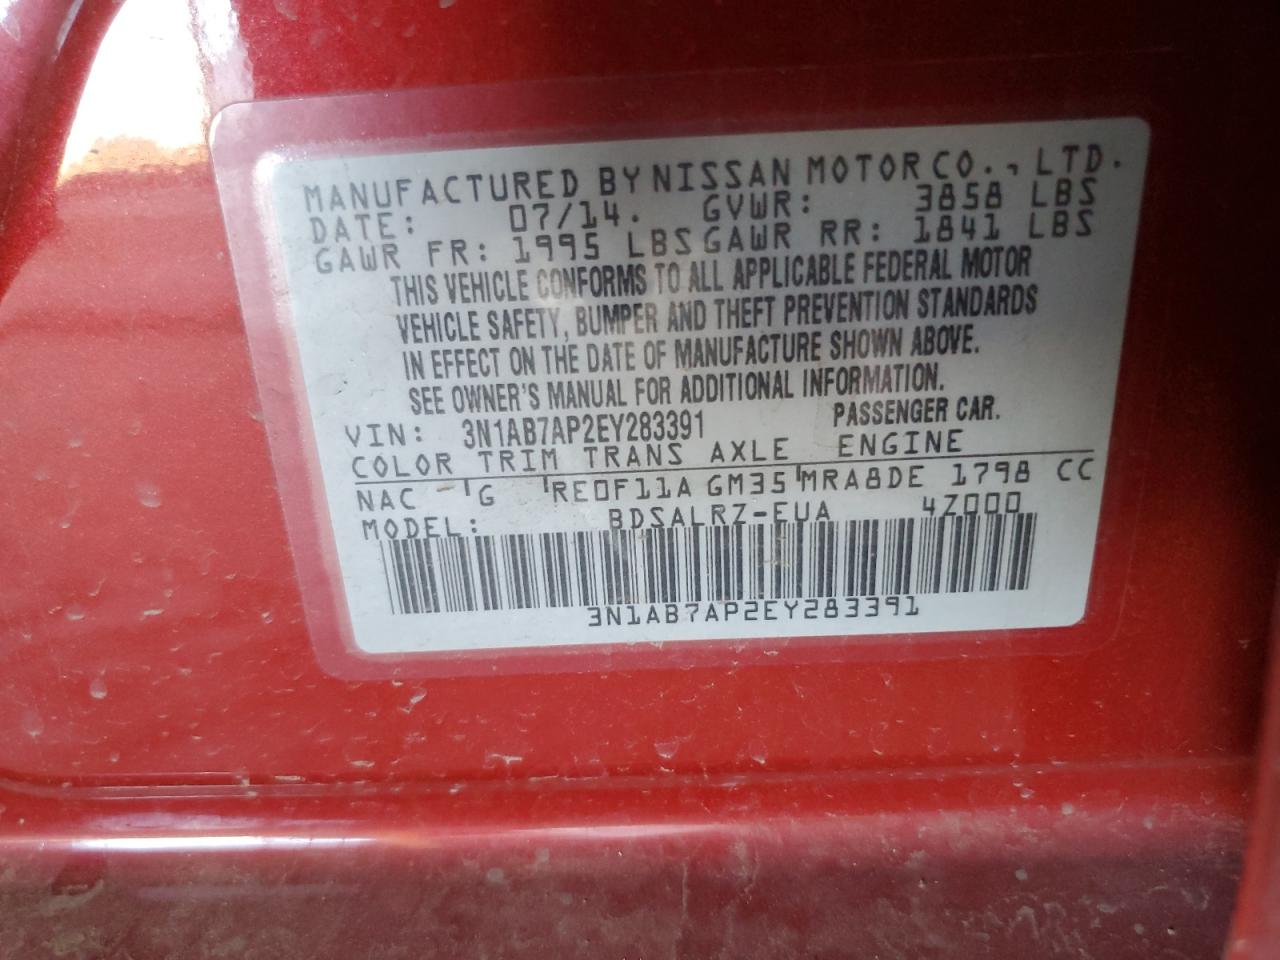 MANUFACTURED BY NISSAN MOTOR CO., LTD.
DATE: 07/14. GVWR: 3858 LBS
GAWR FR: 1995 LBS GAWR RR: 1841 LBS
THIS VEHICLE CONFORMS TO ALL APPLICABLE FEDERAL MOTOR
VEHICLE SAFETY, BUMPER AND THEFT PREVENTION STANDARDS
IN EFFECT ON THE DATE OF MANUFACTURE SHOWN ABOVE.
SEE OWNER'S MANUAL FOR ADDITIONAL INFORMATION.
VIN: 3N1AB7AP2EY283391 PASSENGER CAR.
COLOR TRIM TRANS AXLE ENGINE
NAC G RE0F11A GM35 MRA8DE 1798 CC
MODEL: BDSALRZ-EUA 4Z000
3N1AB7AP2EY283391